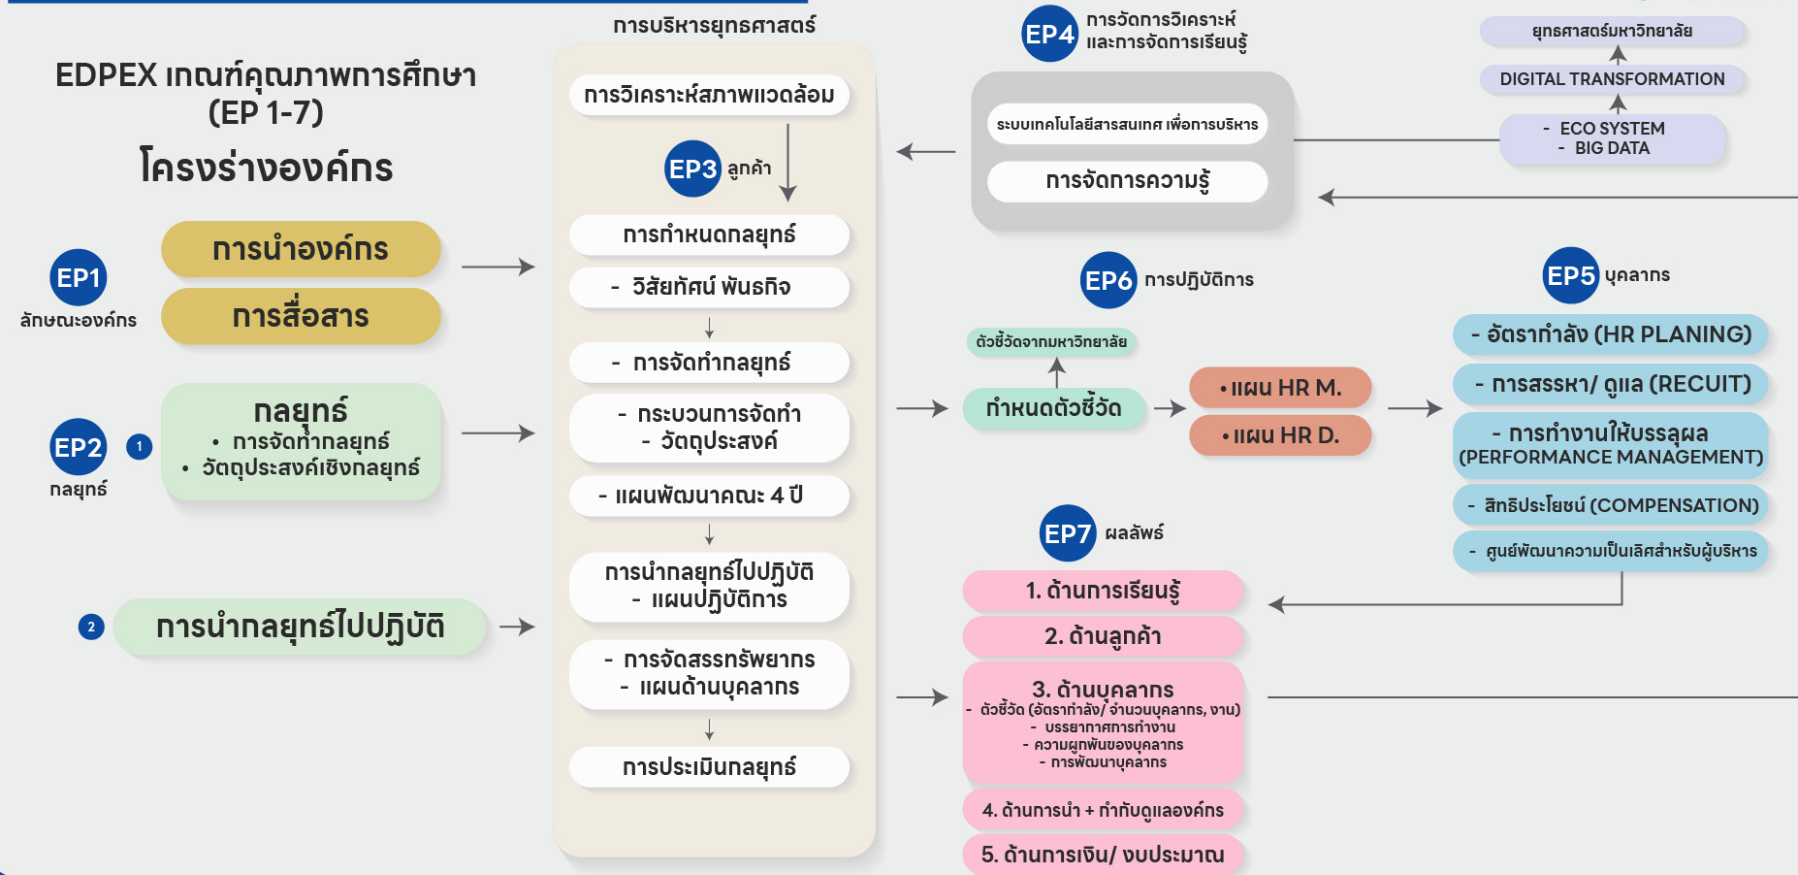 EDPEX เกณฑ์คุณภาพการศึกษา
(EP 1-7)
โครงร่างองค์กร
EP1
ลักษณะองค์กร
การนำองค์กร
การสื่อสาร
EP2
กลยุทธ์
1
กลยุทธ์
• การจัดทำกลยุทธ์
• วัตถุประสงค์เชิงกลยุทธ์
2
การนำกลยุทธ์ไปปฏิบัติ
การบริหารยุทธศาสตร์
การวิเคราะห์สภาพแวดล้อม
EP3 ลูกค้า
การกำหนดกลยุทธ์
- วิสัยทัศน์ พันธกิจ
- การจัดทำกลยุทธ์
- กระบวนการจัดทำ
- วัตถุประสงค์
- แผนพัฒนาคณะ 4 ปี
การนำกลยุทธ์ไปปฏิบัติ
- แผนปฏิบัติการ
- การจัดสรรทรัพยากร
- แผนด้านบุคลากร
การประเมินกลยุทธ์
EP4
การวัดการวิเคราะห์
และการจัดการเรียนรู้
ระบบเทคโนโลยีสารสนเทศ เพื่อการบริหาร
การจัดการความรู้
ยุทธศาสตร์มหาวิทยาลัย
DIGITAL TRANSFORMATION
- ECO SYSTEM
- BIG DATA
EP6 การปฏิบัติการ
ตัวชี้วัดจากมหาวิทยาลัย
กำหนดตัวชี้วัด
• แผน HR M.
• แผน HR D.
EP5 บุคลากร
- อัตรากำลัง (HR PLANING)
- การสรรหา/ ดูแล (RECUIT)
- การทำงานให้บรรลุผล
(PERFORMANCE MANAGEMENT)
- สิทธิประโยชน์ (COMPENSATION)
- ศูนย์พัฒนาความเป็นเลิศสำหรับผู้บริหาร
EP7 ผลลัพธ์
1. ด้านการเรียนรู้
2. ด้านลูกค้า
3. ด้านบุคลากร
- ตัวชี้วัด (อัตรากำลัง/ จำนวนบุคลากร, งาน)
- บรรยากาศการทำงาน
- ความผูกพันของบุคลากร
- การพัฒนาบุคลากร
4. ด้านการนำ + กำกับดูแลองค์กร
5. ด้านการเงิน/ งบประมาณ